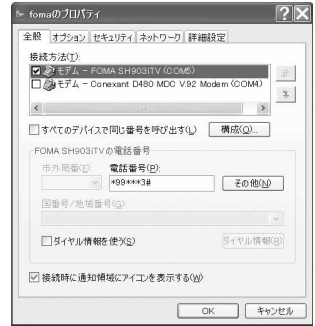 fomaのプロパティ
全般 オプション セキュリティ ネットワーク 詳細設定
接続方法(T):
モデム - FOMA SH903iTV (COM5)
モデム - Conexant D480 MDC V.92 Modem (COM4)
すべてのデバイスで同じ番号を呼び出す(L) 構成(O)...
FOMA SH903iTVの電話番号
市外局番(E): 電話番号(P):
*99***3# その他(N)
国番号/地域番号(G):
ダイヤル情報を使う(S) ダイヤル情報(R)
接続時に通知領域にアイコンを表示する(W)
OK キャンセル